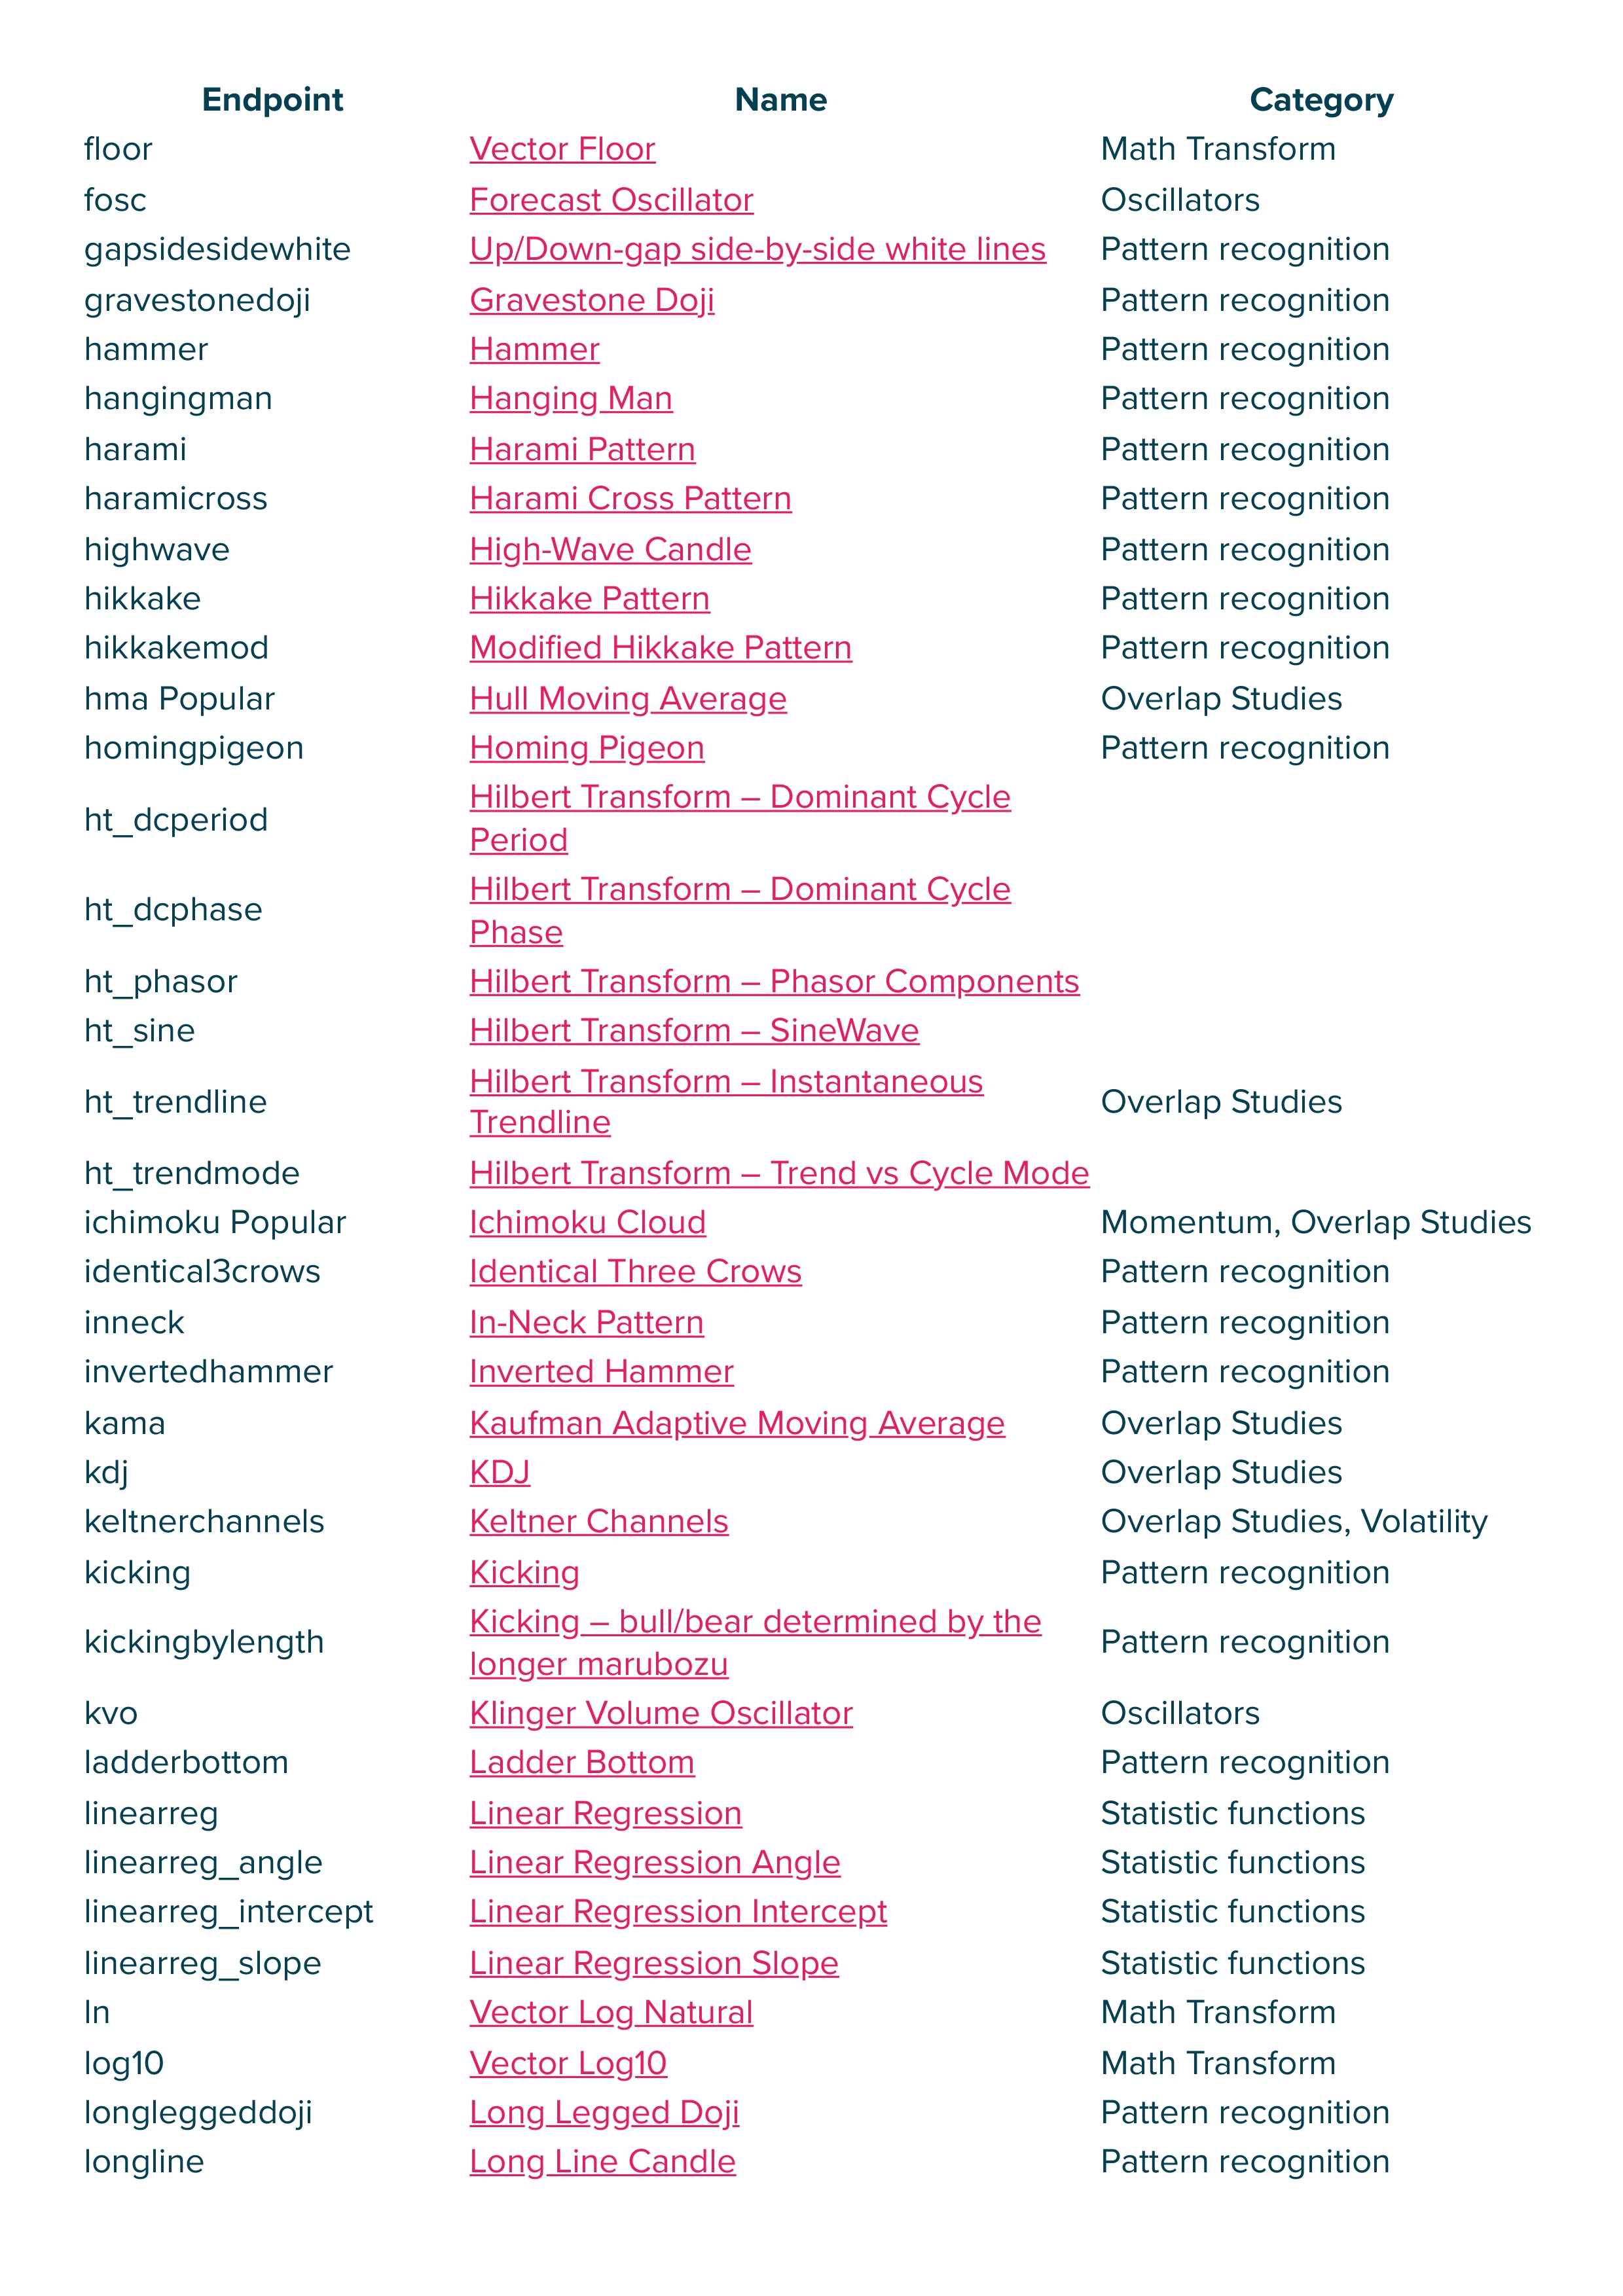 Endpoint Name Category
floor Vector Floor Math Transform
fosc Forecast Oscillator Oscillators
gapsidesidewhite Up/Down-gap side-by-side white lines Pattern recognition
gravestonedoji Gravestone Doji Pattern recognition
hammer Hammer Pattern recognition
hangingman Hanging Man Pattern recognition
harami Harami Pattern Pattern recognition
haramicross Harami Cross Pattern Pattern recognition
highwave High-Wave Candle Pattern recognition
hikkake Hikkake Pattern Pattern recognition
hikkakemod Modified Hikkake Pattern Pattern recognition
hma Popular Hull Moving Average Overlap Studies
homingpigeon Homing Pigeon Pattern recognition
ht_dcperiod Hilbert Transform – Dominant Cycle
Period
ht_dcphase Hilbert Transform – Dominant Cycle
Phase
ht_phasor Hilbert Transform – Phasor Components
ht_sine Hilbert Transform – SineWave
ht_trendline Hilbert Transform – Instantaneous
Trendline Overlap Studies
ht_trendmode Hilbert Transform – Trend vs Cycle Mode
ichimoku Popular Ichimoku Cloud Momentum, Overlap Studies
identical3crows Identical Three Crows Pattern recognition
inneck In-Neck Pattern Pattern recognition
invertedhammer Inverted Hammer Pattern recognition
kama Kaufman Adaptive Moving Average Overlap Studies
kdj KDJ Overlap Studies
keltnerchannels Keltner Channels Overlap Studies, Volatility
kicking Kicking Pattern recognition
kickingbylength Kicking – bull/bear determined by the
longer marubozu Pattern recognition
kvo Klinger Volume Oscillator Oscillators
ladderbottom Ladder Bottom Pattern recognition
linearreg Linear Regression Statistic functions
linearreg_angle Linear Regression Angle Statistic functions
linearreg_intercept Linear Regression Intercept Statistic functions
linearreg_slope Linear Regression Slope Statistic functions
ln Vector Log Natural Math Transform
log10 Vector Log10 Math Transform
longleggeddoji Long Legged Doji Pattern recognition
longline Long Line Candle Pattern recognition